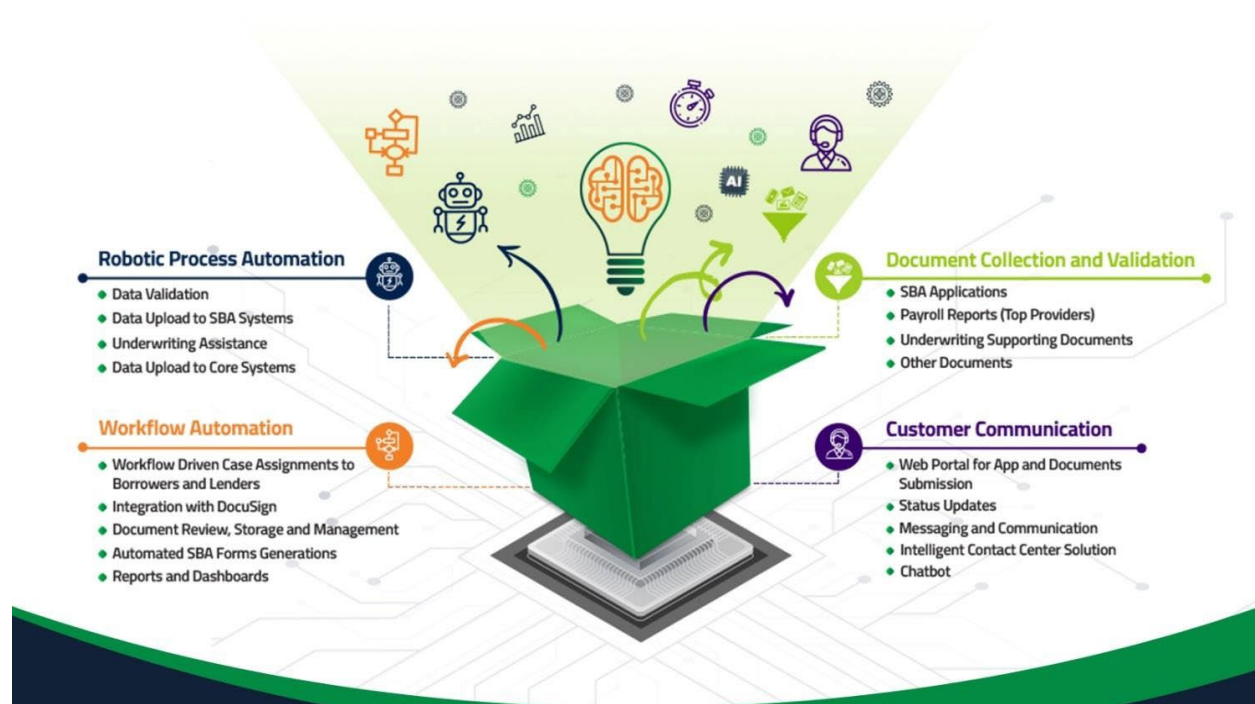 AI
Robotic Process Automation
Data Validation
Data Upload to SBA Systems
Underwriting Assistance
Data Upload to Core Systems
Workflow Automation
Workflow Driven Case Assignments to
Borrowers and Lenders
Integration with DocuSign
Document Review, Storage and Management
Automated SBA Forms Generations
Reports and Dashboards
Document Collection and Validation
SBA Applications
Payroll Reports (Top Providers)
Underwriting Supporting Documents
Other Documents
Customer Communication
Web Portal for App and Documents
Submission
Status Updates
Messaging and Communication
Intelligent Contact Center Solution
Chatbot